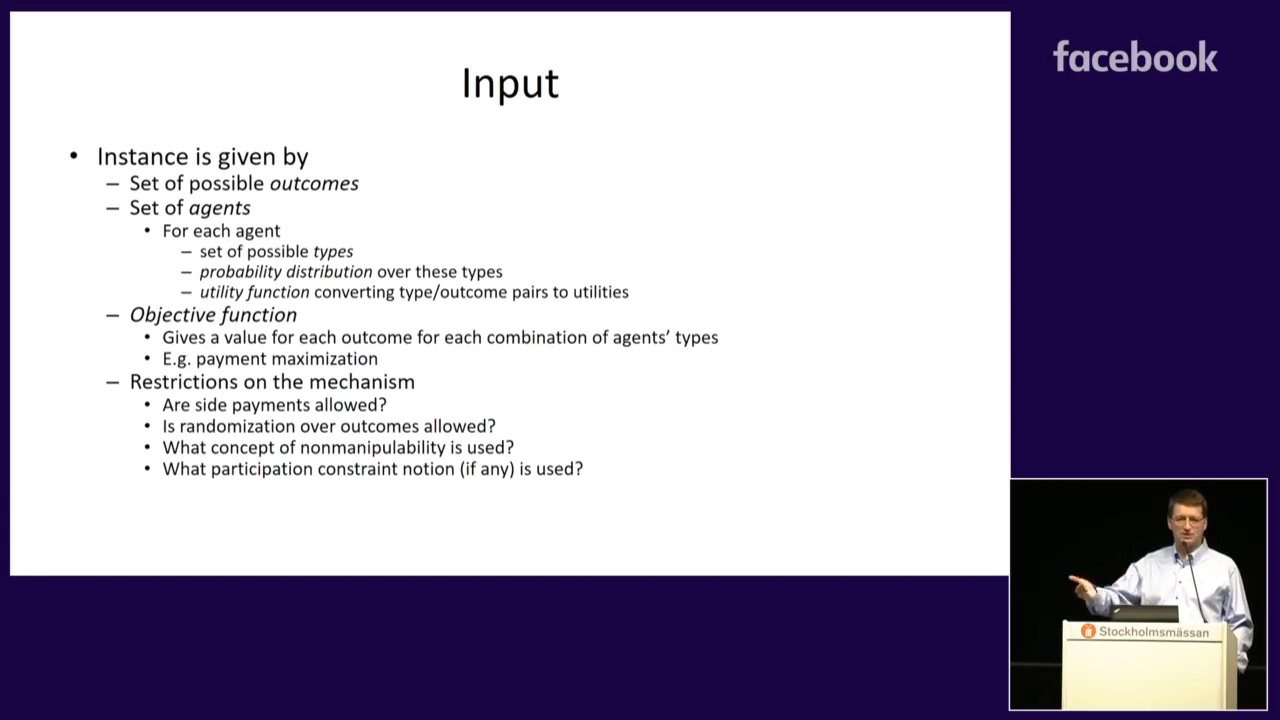 facebook
Input
• Instance is given by
– Set of possible outcomes
– Set of agents
• For each agent
– set of possible types
– probability distribution over these types
– utility function converting type/outcome pairs to utilities
– Objective function
• Gives a value for each outcome for each combination of agents’ types
• E.g. payment maximization
– Restrictions on the mechanism
• Are side payments allowed?
• Is randomization over outcomes allowed?
• What concept of nonmanipulability is used?
• What participation constraint notion (if any) is used?
Stockholmsmässan